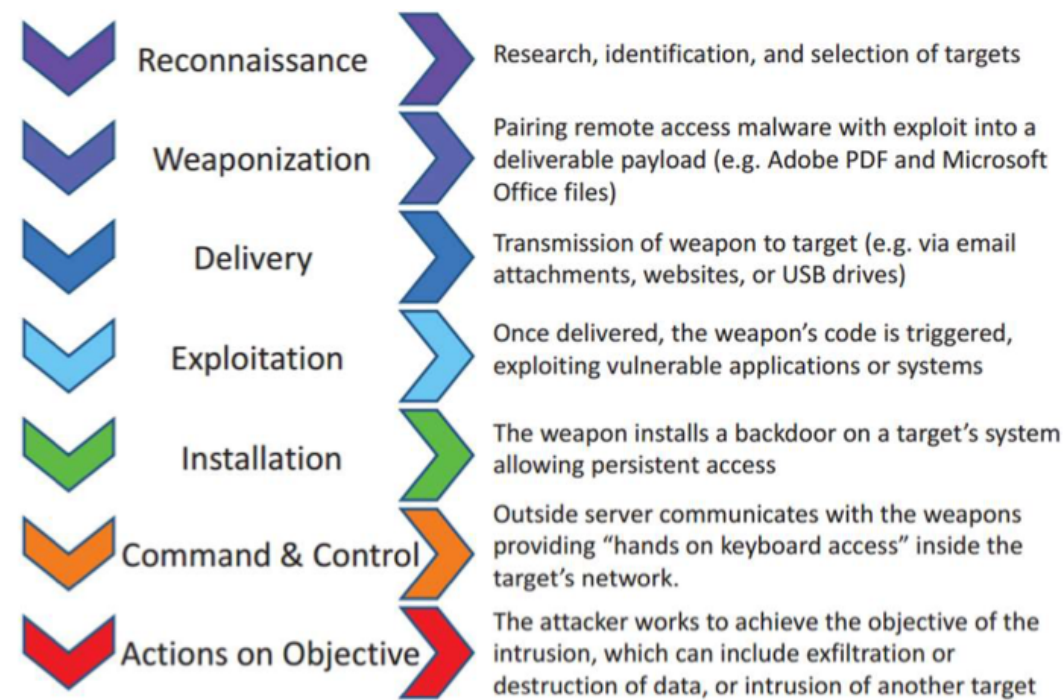 Reconnaissance
Research, identification, and selection of targets
Weaponization
Pairing remote access malware with exploit into a
deliverable payload (e.g. Adobe PDF and Microsoft
Office files)
Delivery
Transmission of weapon to target (e.g. via email
attachments, websites, or USB drives)
Exploitation
Once delivered, the weapon's code is triggered,
exploiting vulnerable applications or systems
Installation
The weapon installs a backdoor on a target's system
allowing persistent access
Command & Control
Outside server communicates with the weapons
providing “hands on keyboard access” inside the
target's network.
Actions on Objective
The attacker works to achieve the objective of the
intrusion, which can include exfiltration or
destruction of data, or intrusion of another target